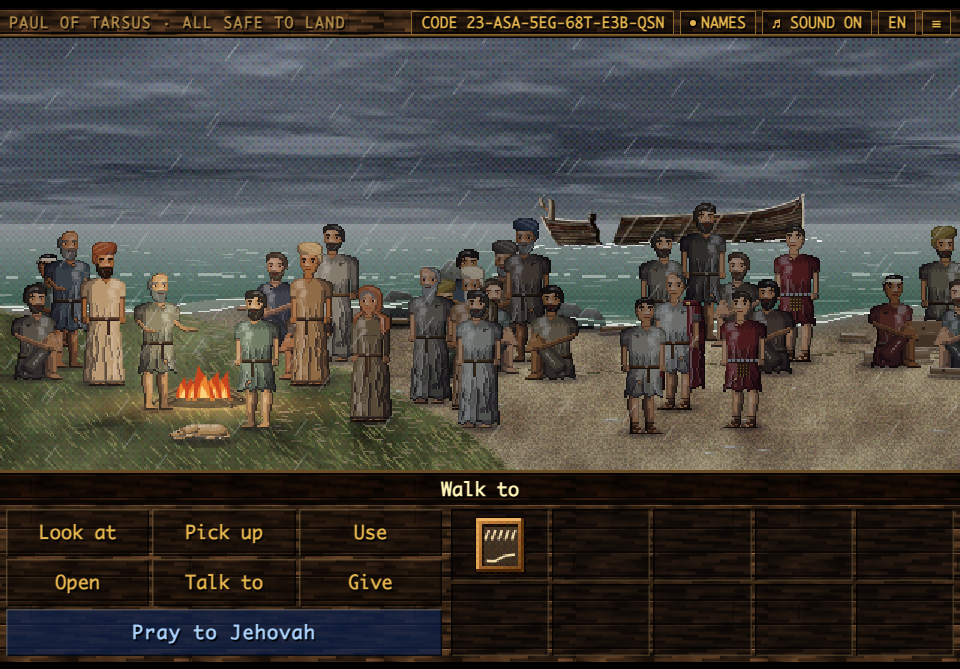 PAUL OF TARSUS · ALL SAFE TO LAND
CODE 23-ASA-5EG-68T-E3B-QSN
● NAMES
♬ SOUND ON
EN
≡
Walk to
Look at
Pick up
Use
Open
Talk to
Give
Pray to Jehovah